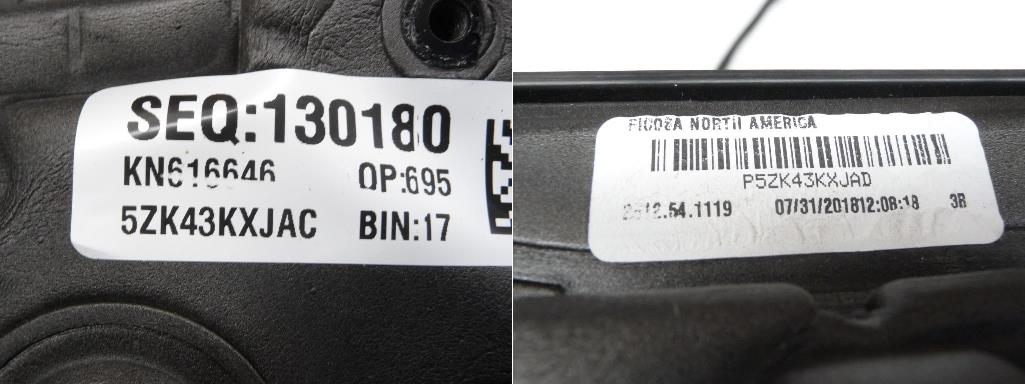 SEQ:130180
KN616646 OP:695
5ZK43KXJAC BIN:17
FICOSA NORTH AMERICA
P5ZK43KXJAD
07/31/201812:08:18 3R